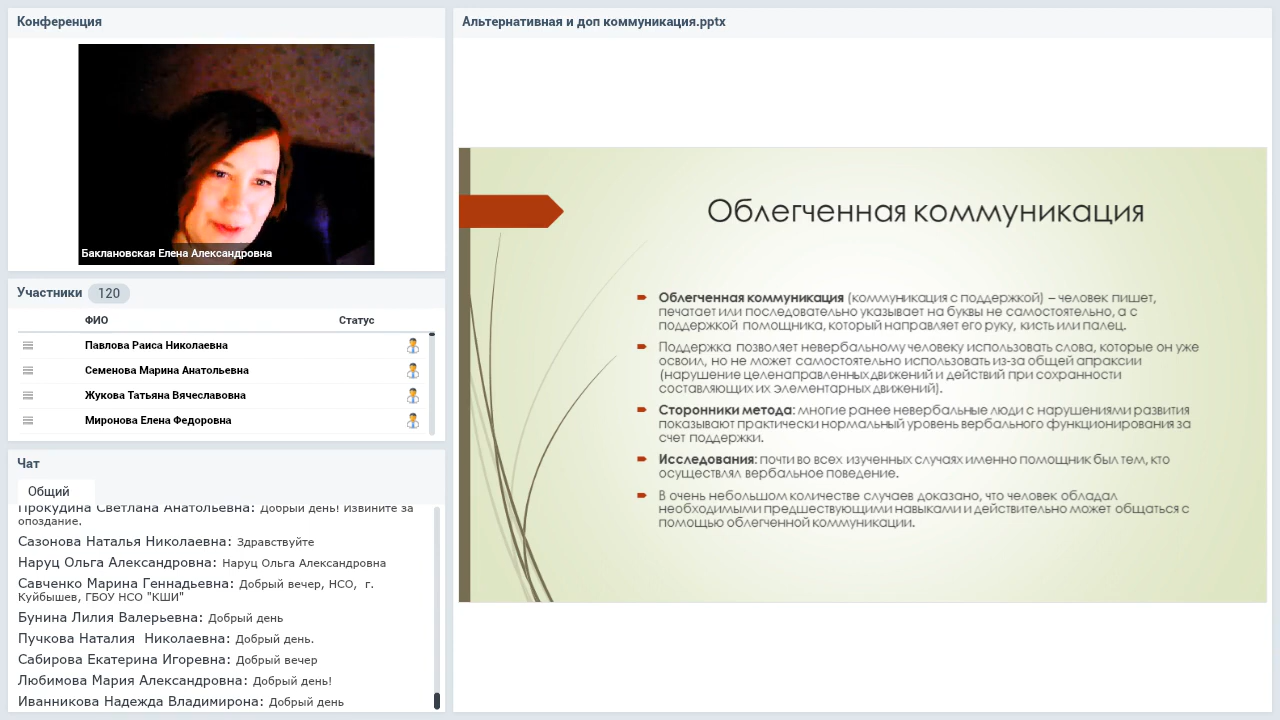 Конференция
Баклановская Елена Александровна
Участники 120
ФИО Статус
Павлова Раиса Николаевна
Семенова Марина Анатольевна
Жукова Татьяна Вячеславовна
Миронова Елена Федоровна
Чат
Общий
Прокудина Светлана Анатольевна: Добрый день! Извините за
опоздание.
Сазонова Наталья Николаевна: Здравствуйте
Наруц Ольга Александровна: Наруц Ольга Александровна
Савченко Марина Геннадьевна: Добрый вечер, НСО, г.
Куйбышев, ГБОУ НСО "КШИ"
Бунина Лилия Валерьевна: Добрый день
Пучкова Наталия Николаевна: Добрый день.
Сабирова Екатерина Игоревна: Добрый вечер
Любимова Мария Александровна: Добрый день!
Иванникова Надежда Владимирона: Добрый день
Альтернативная и доп коммуникация.pptx
Облегченная коммуникация
Облегченная коммуникация (коммуникация с поддержкой) – человек пишет,
печатает или последовательно указывает на буквы не самостоятельно, а с
поддержкой помощника, который направляет его руку, кисть или палец.
Поддержка позволяет невербальному человеку использовать слова, которые он уже
освоил, но не может самостоятельно использовать из-за общей апраксии
(нарушение целенаправленных движений и действий при сохранности
составляющих их элементарных движений).
Сторонники метода: многие ранее невербальные люди с нарушениями развития
показывают практически нормальный уровень вербального функционирования за
счет поддержки.
Исследования: почти во всех изученных случаях именно помощник был тем, кто
осуществлял вербальное поведение.
В очень небольшом количестве случаев доказано, что человек обладал
необходимыми предшествующими навыками и действительно может общаться с
помощью облегченной коммуникации.